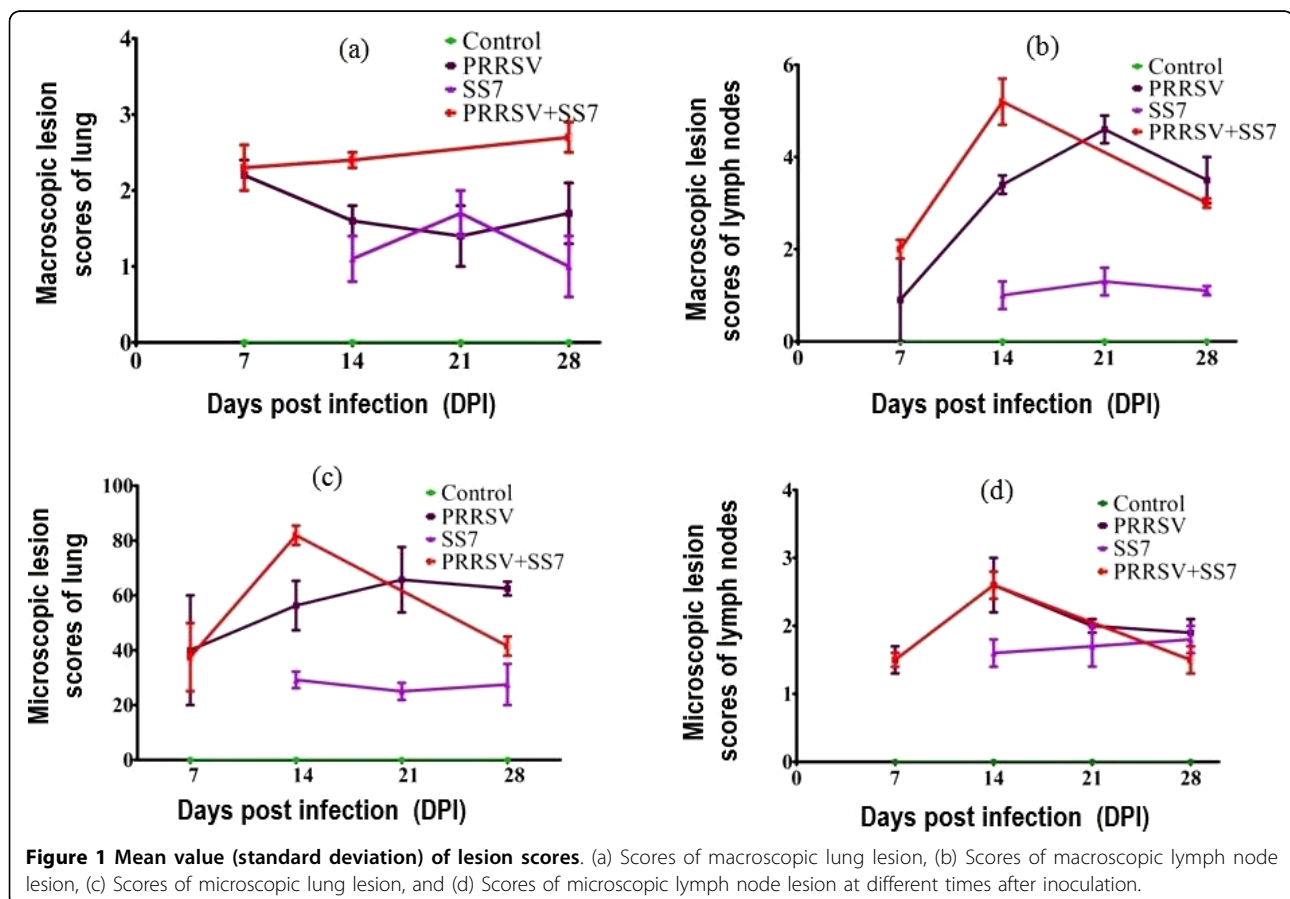 (a)
Control
PRRSV
SS7
PRRSV+SS7
Macroscopic lesion
scores of lung
4
3
2
1
0
0 7 14 21 28
Days post infection (DPI)
(b)
Control
PRRSV
SS7
PRRSV+SS7
Macroscopic lesion
scores of lymph nodes
6
4
2
0
0 7 14 21 28
Days post infection (DPI)
(c)
Control
PRRSV
SS7
PRRSV+SS7
Microscopic lesion
scores of lung
100
80
60
40
20
0
7 14 21 28
Days post infection (DPI)
(d)
Control
PRRSV
SS7
PRRSV+SS7
Microscopic lesion
scores of lymph nodes
4
3
2
1
0
0 7 14 21 28
Days post infection (DPI)
Figure 1 Mean value (standard deviation) of lesion scores. (a) Scores of macroscopic lung lesion, (b) Scores of macroscopic lymph node
lesion, (c) Scores of microscopic lung lesion, and (d) Scores of microscopic lymph node lesion at different times after inoculation.